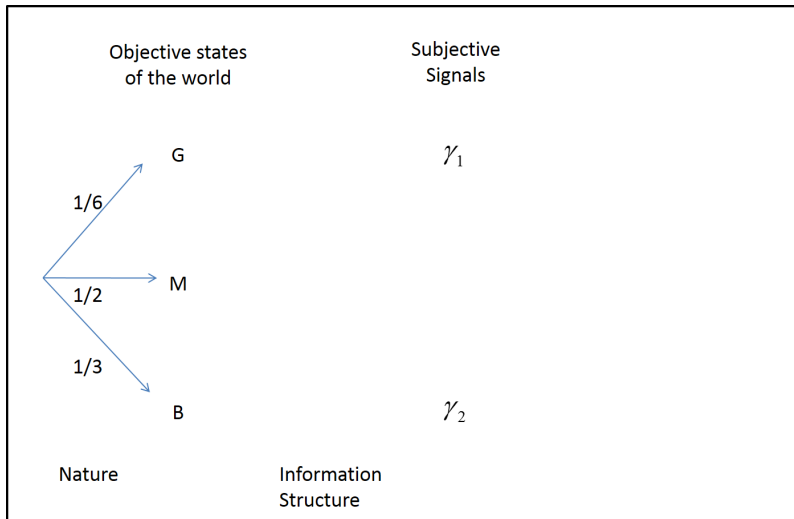 Objective states
of the world
Subjective
Signals
G
γ₁
1/6
M
1/2
1/3
B
γ₂
Nature
Information
Structure